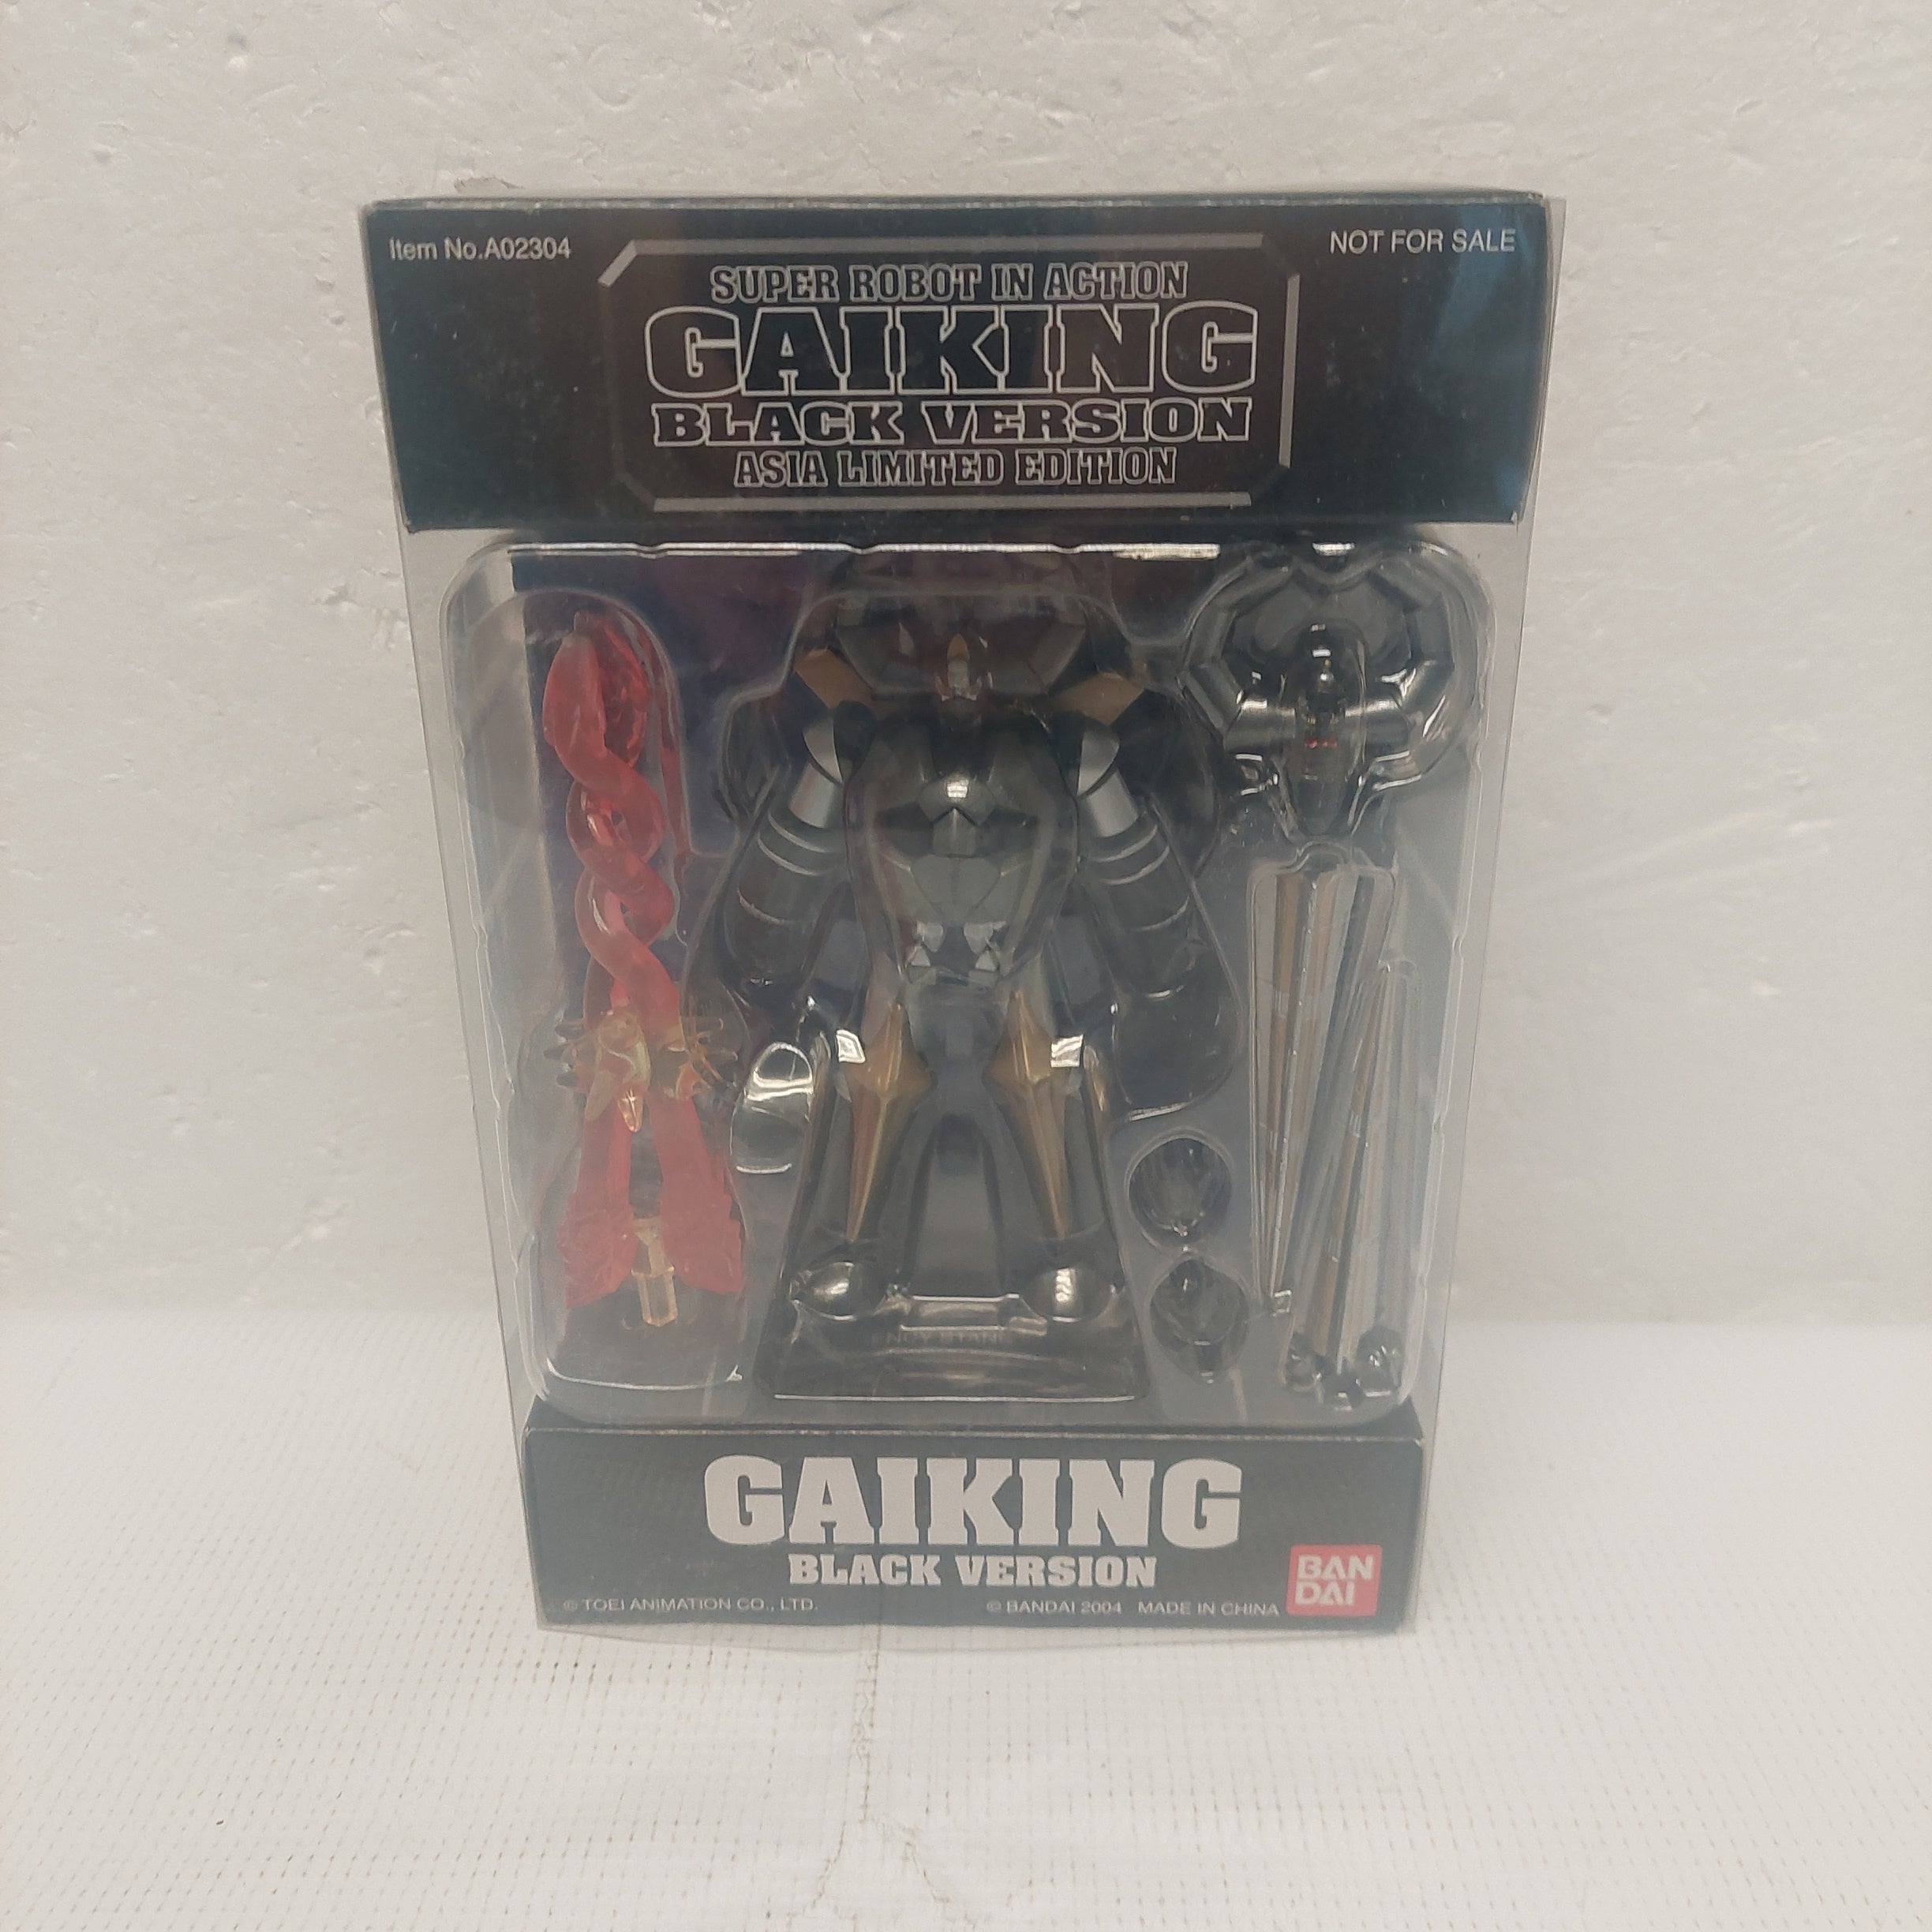 Item No.A02304
NOT FOR SALE
SUPER ROBOT IN ACTION
GAIKING
BLACK VERSION
ASIA LIMITED EDITION
STAND
GAIKING
BLACK VERSION
© TOEI ANIMATION CO., LTD.
© BANDAI 2004 MADE IN CHINA
BAN
DAI